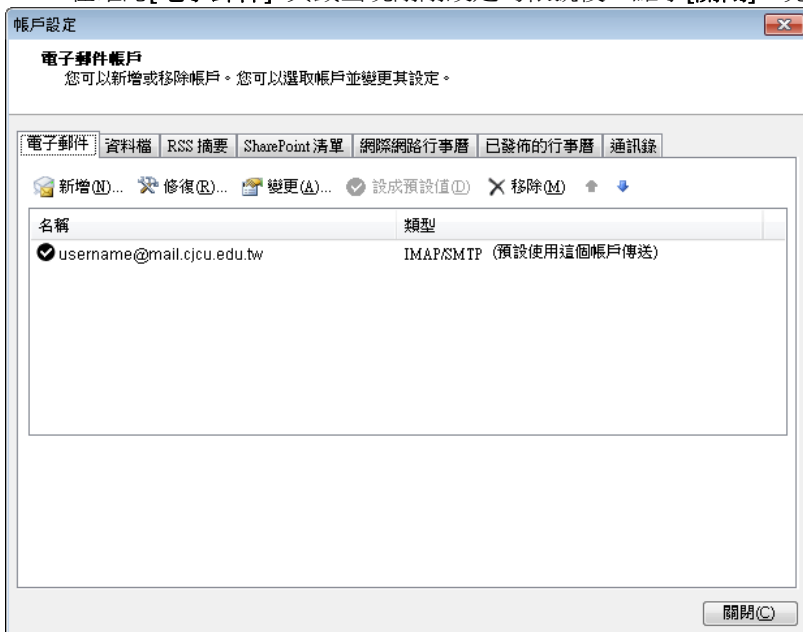 帳戶設定
電子郵件帳戶
您可以新增或移除帳戶。您可以選取帳戶並變更其設定。
電子郵件 資料檔 RSS 摘要 SharePoint 清單 網際網路行事曆 已發佈的行事曆 通訊錄
新增(N)... 修復(R)... 變更(A)... 設成預設值(D) 移除(M)
名稱 類型
username@mail.cjcu.edu.tw IMAP/SMTP (預設使用這個帳戶傳送)
關閉(C)